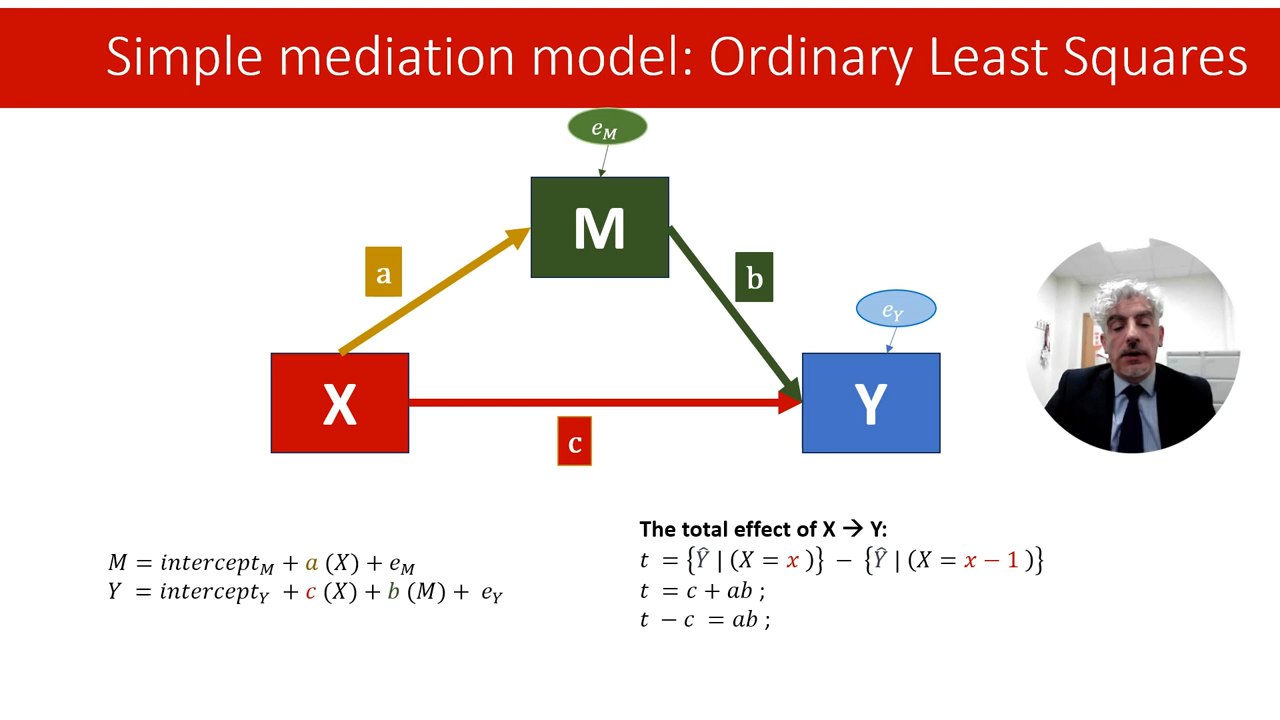 Simple mediation model: Ordinary Least Squares
e_M
M
a
b
e_Y
X
Y
c
M = intercept_M + a (X) + e_M
Y = intercept_Y + c (X) + b (M) + e_Y
The total effect of X → Y:
t = {Ŷ | (X = x )} − {Ŷ | (X = x − 1 )}
t = c + ab ;
t − c = ab ;